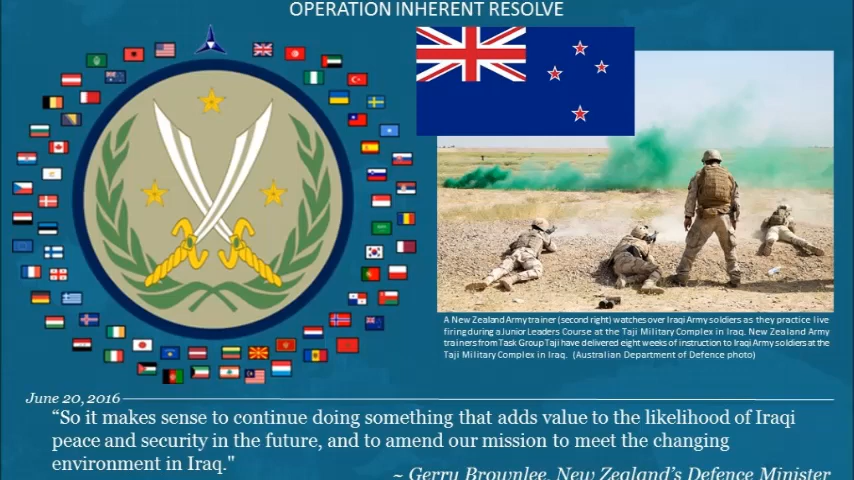 OPERATION INHERENT RESOLVE
A New Zealand Army trainer (second right) watches over Iraqi Army soldiers as they practice live
firing during a Junior Leaders Course at the Taji Military Complex in Iraq. New Zealand Army
trainers from Task Group Taji have delivered eight weeks of instruction to Iraqi Army soldiers at the
Taji Military Complex in Iraq. (Australian Department of Defence photo)
June 20, 2016
“So it makes sense to continue doing something that adds value to the likelihood of Iraqi
peace and security in the future, and to amend our mission to meet the changing
environment in Iraq."
~ Gerry Brownlee, New Zealand’s Defence Minister